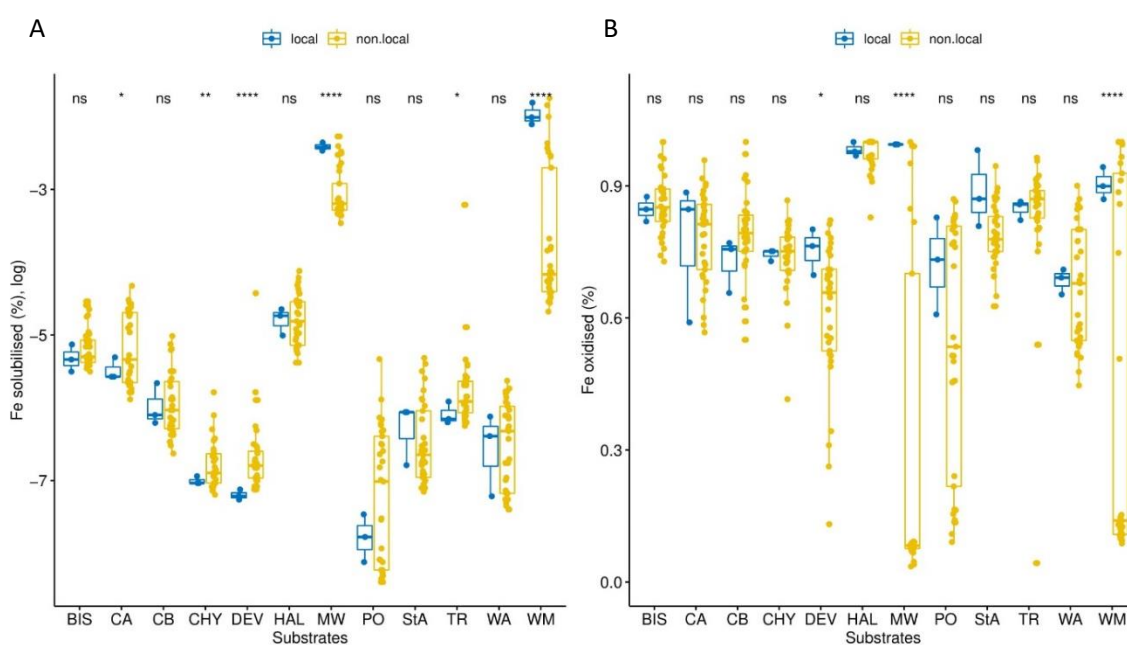 A
local non.local
ns * ns ** **** ns **** ns ns * ns ****
Fe solubilised (%), log)
−3
−5
−7
BIS CA CB CHY DEV HAL MW PO StA TR WA WM
Substrates
B
local non.local
ns ns ns ns * ns **** ns ns ns ns ****
Fe oxidised (%)
0.9
0.6
0.3
0.0
BIS CA CB CHY DEV HAL MW PO StA TR WA WM
Substrates